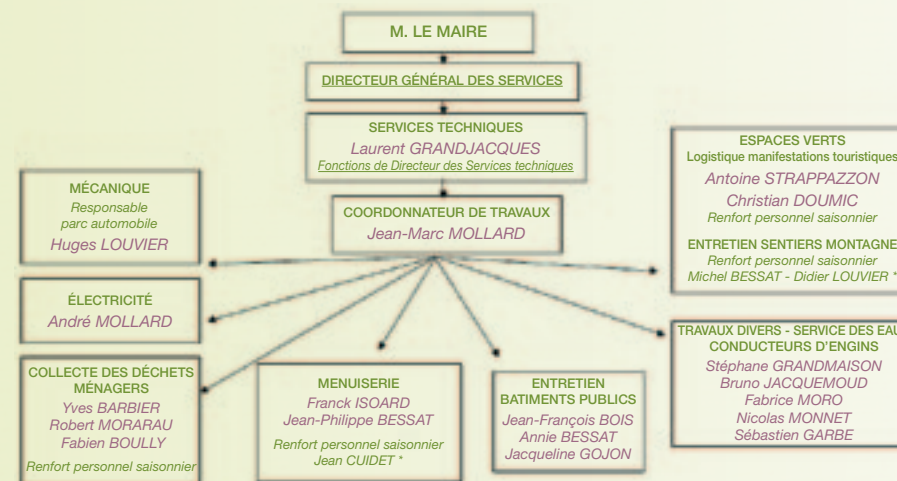 M. LE MAIRE
DIRECTEUR GÉNÉRAL DES SERVICES
SERVICES TECHNIQUES
Laurent GRANDJACQUES
Fonctions de Directeur des Services techniques
COORDONNATEUR DE TRAVAUX
Jean-Marc MOLLARD
MÉCANIQUE
Responsable
parc automobile
Huges LOUVIER
ÉLECTRICITÉ
André MOLLARD
COLLECTE DES DÉCHETS
MÉNAGERS
Yves BARBIER
Robert MORARAU
Fabien BOULLY
Renfort personnel saisonnier
MENUISERIE
Franck ISOARD
Jean-Philippe BESSAT
Renfort personnel saisonnier
Jean CUIDET *
ENTRETIEN
BATIMENTS PUBLICS
Jean-François BOIS
Annie BESSAT
Jacqueline GOJON
ESPACES VERTS
Logistique manifestations touristiques
Antoine STRAPPAZZON
Christian DOUMIC
Renfort personnel saisonnier
ENTRETIEN SENTIERS MONTAGNE
Renfort personnel saisonnier
Michel BESSAT - Didier LOUVIER *
TRAVAUX DIVERS - SERVICE DES EAU
CONDUCTEURS D'ENGINS
Stéphane GRANDMAISON
Bruno JACQUEMOUD
Fabrice MORO
Nicolas MONNET
Sébastien GARBE